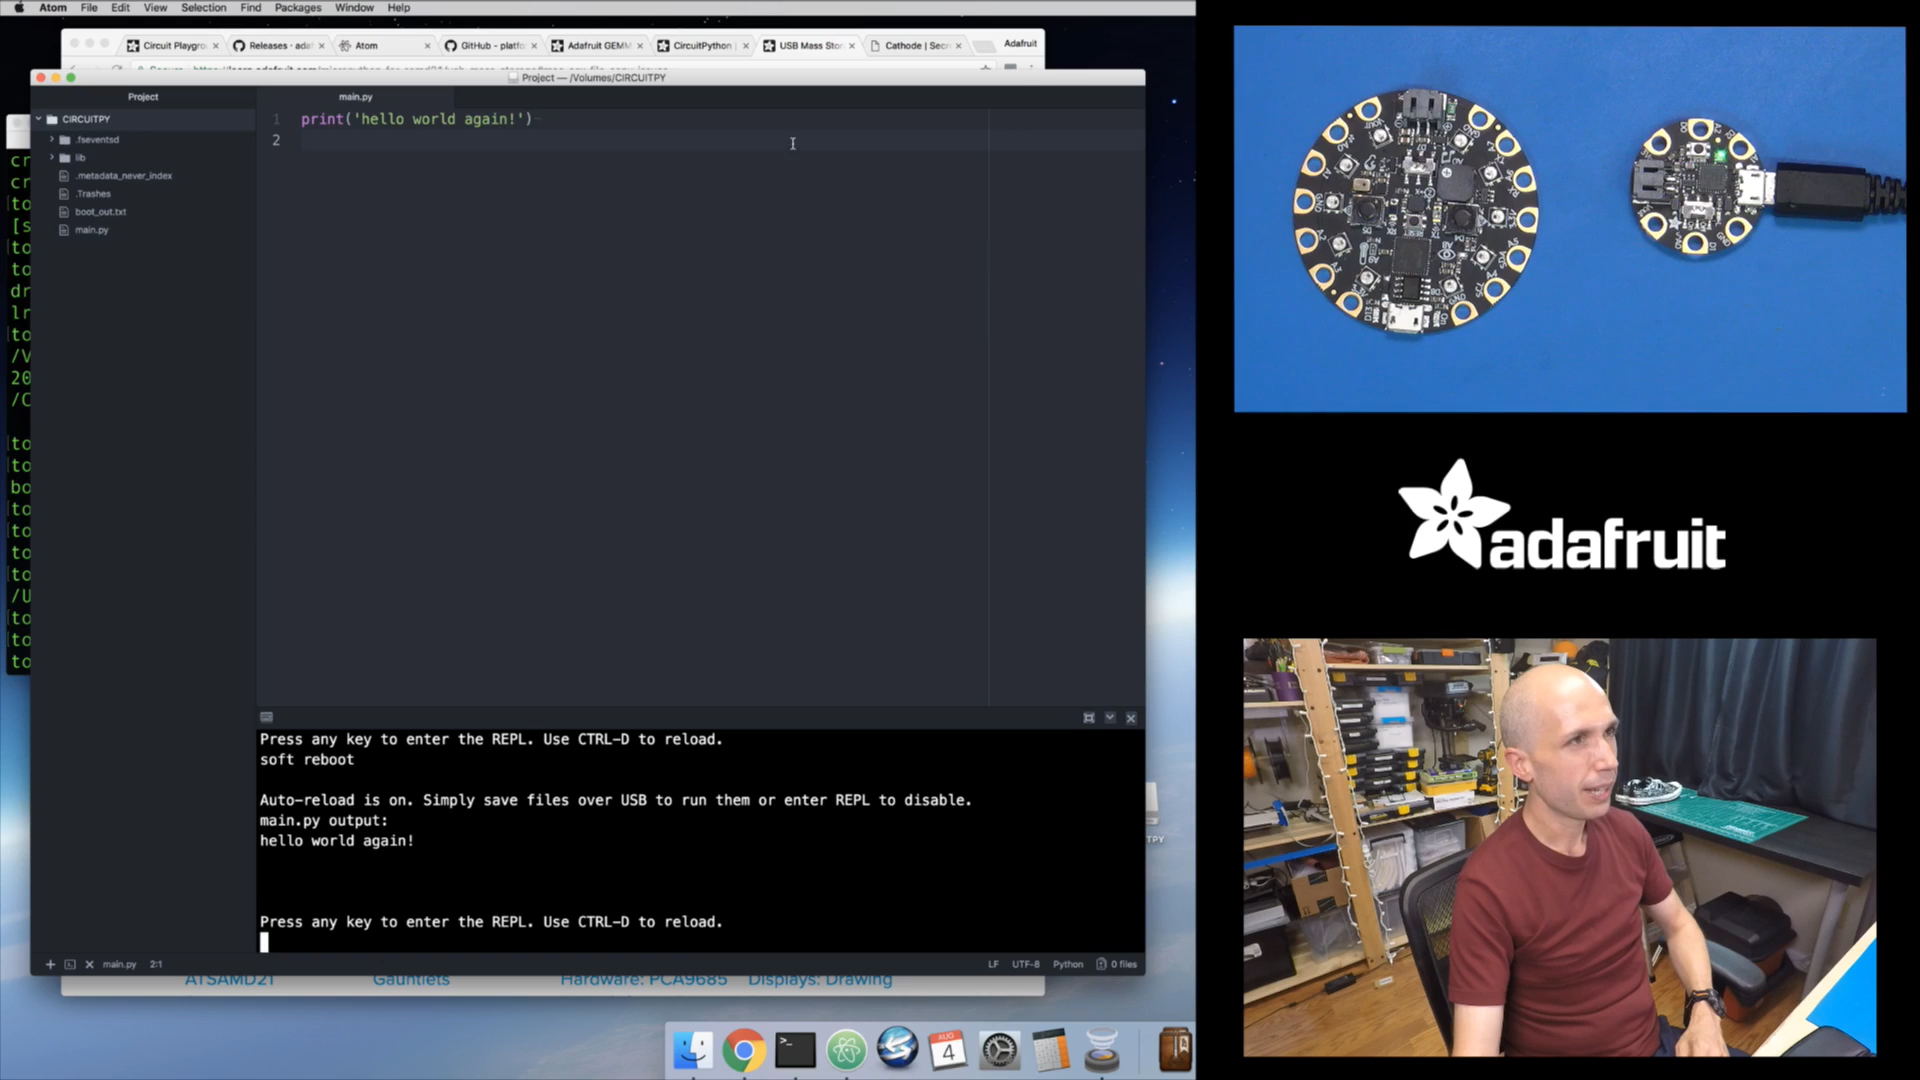 Atom File Edit View Selection Find Packages Window Help
Circuit Playgro
Releases · ada
Atom
GitHub - platfo
Adafruit GEMM
CircuitPython |
USB Mass Stor
Cathode | Secr
Adafruit
Project — /Volumes/CIRCUITPY
Project
main.py
CIRCUITPY
.fseventsd
lib
.metadata_never_index
.Trashes
boot_out.txt
main.py
1 print('hello world again!')
2
Press any key to enter the REPL. Use CTRL-D to reload.
soft reboot
Auto-reload is on. Simply save files over USB to run them or enter REPL to disable.
main.py output:
hello world again!
Press any key to enter the REPL. Use CTRL-D to reload.
main.py 2:1
LF UTF-8 Python 0 files
ATSAMD21 Gauntlets Hardware: PCA9685 Displays: Drawing
AUG
4
adafruit